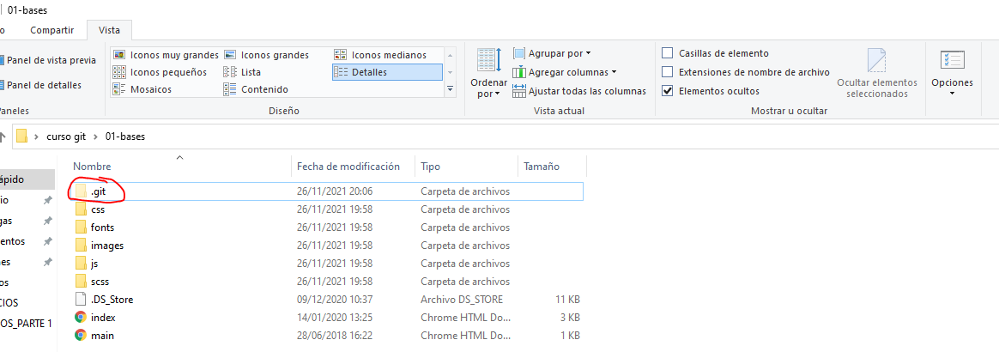 01-bases
o Compartir Vista
Panel de vista previa
Panel de detalles
Paneles
Iconos muy grandes Iconos grandes Iconos medianos
Iconos pequeños Lista Detalles
Mosaicos Contenido
Diseño
Ordenar por
Agrupar por
Agregar columnas
Ajustar todas las columnas
Vista actual
Casillas de elemento
Extensiones de nombre de archivo
Elementos ocultos
Ocultar elementos
seleccionados
Mostrar u ocultar
Opciones
curso git > 01-bases
Nombre Fecha de modificación Tipo Tamaño
.git 26/11/2021 20:06 Carpeta de archivos
css 26/11/2021 19:58 Carpeta de archivos
fonts 26/11/2021 19:58 Carpeta de archivos
images 26/11/2021 19:58 Carpeta de archivos
js 26/11/2021 19:58 Carpeta de archivos
scss 26/11/2021 19:58 Carpeta de archivos
.DS_Store 09/12/2020 10:37 Archivo DS_STORE 11 KB
index 14/01/2020 13:25 Chrome HTML Do... 3 KB
main 28/06/2018 16:22 Chrome HTML Do... 1 KB
ápido
io
gas
entos
nes
os
CIOS
OS_PARTE 1